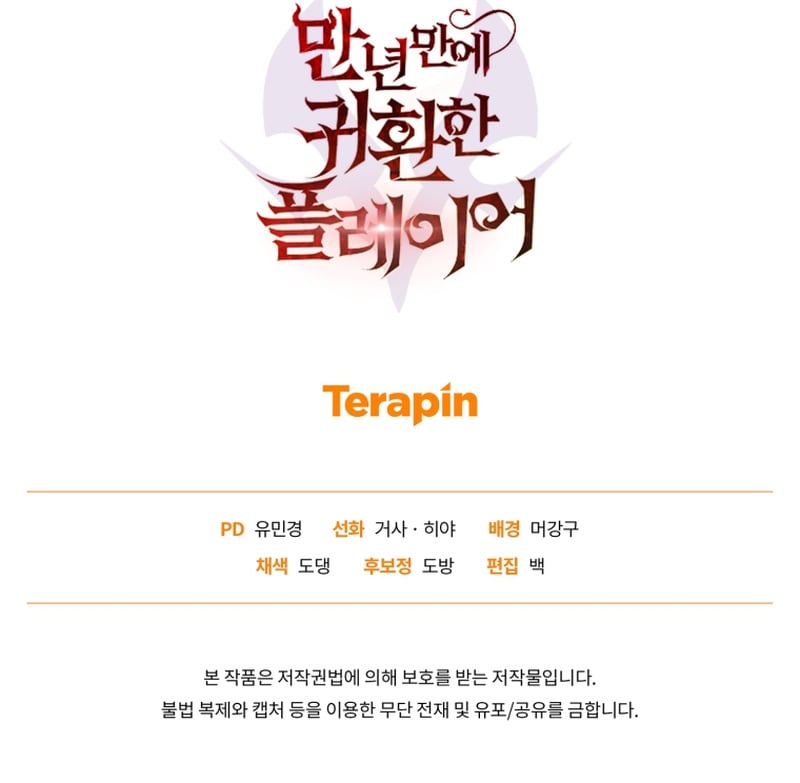 만년만에
귀환한
플레이어
Terapin
PD 유민경 선화 거사 · 히야 배경 머강구
채색 도댕 후보정 도방 편집 백
본 작품은 저작권법에 의해 보호를 받는 저작물입니다.
불법 복제와 캡처 등을 이용한 무단 전재 및 유포/공유를 금합니다.